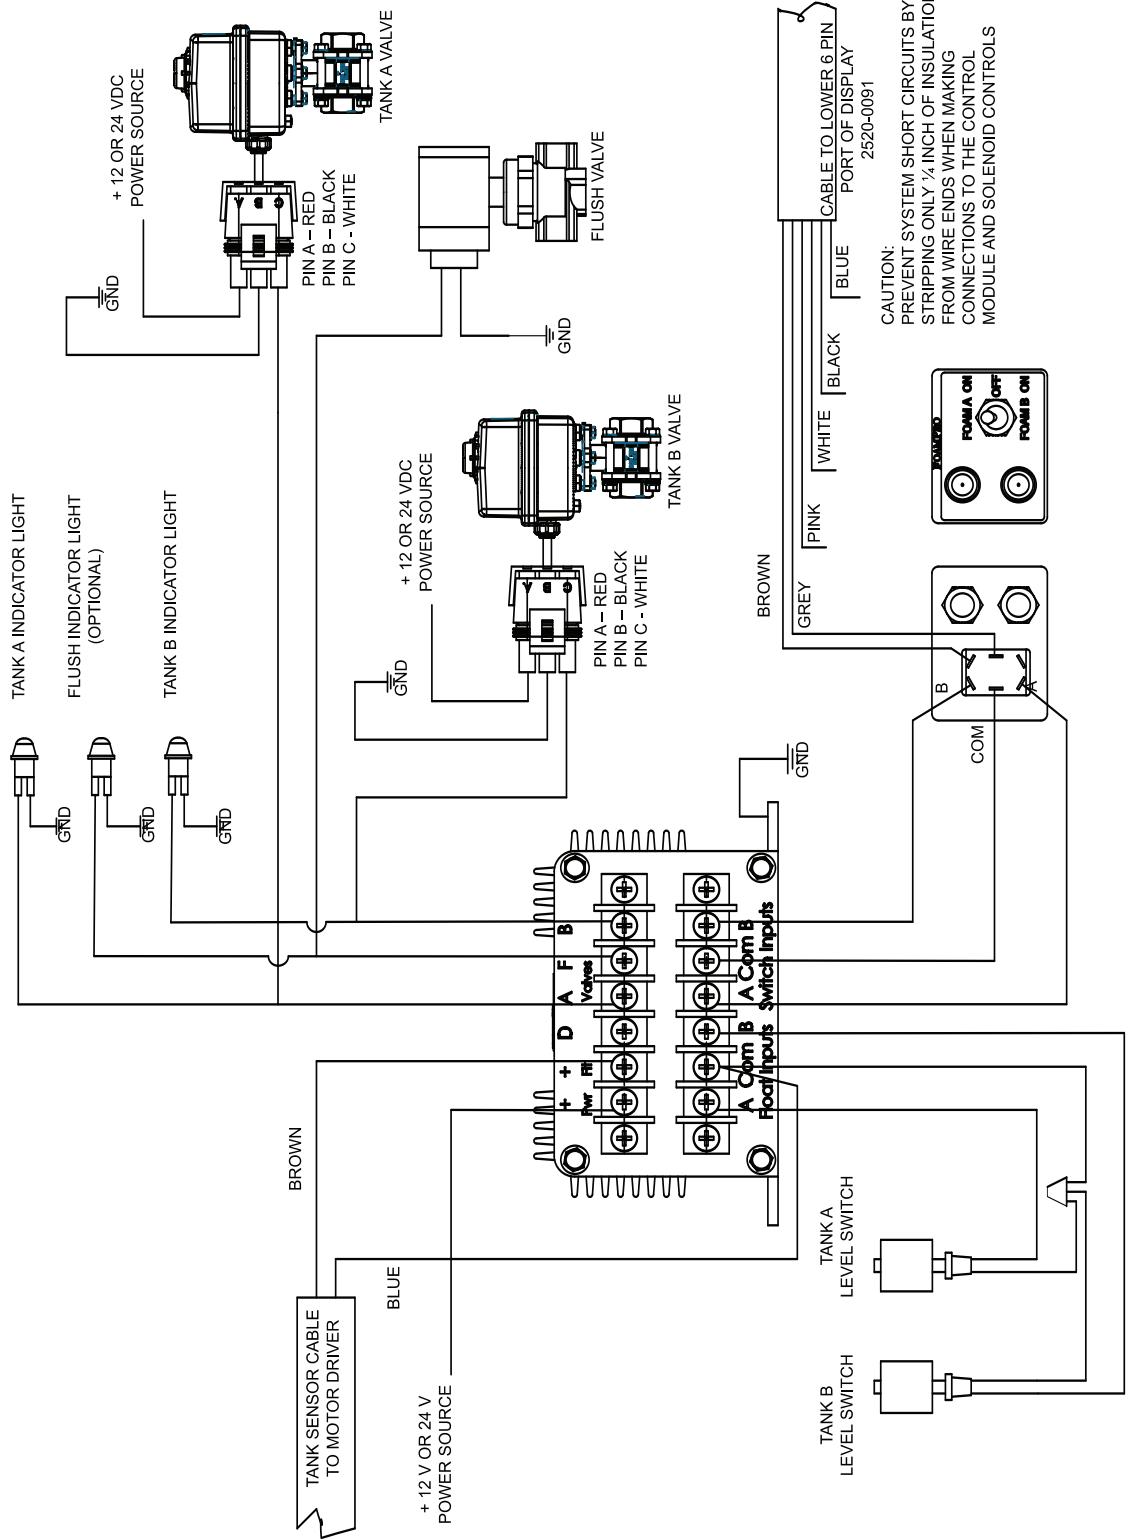 TANK A INDICATOR LIGHT
FLUSH INDICATOR LIGHT
(OPTIONAL)
TANK B INDICATOR LIGHT
GND
GND
GND
+ 12 OR 24 VDC
POWER SOURCE
GND
A
B
C
PIN A – RED
PIN B – BLACK
PIN C - WHITE
TANK A VALVE
FLUSH VALVE
GND
+ 12 OR 24 VDC
POWER SOURCE
GND
A
B
C
PIN A – RED
PIN B – BLACK
PIN C - WHITE
TANK B VALVE
GND
TANK SENSOR CABLE
TO MOTOR DRIVER
BROWN
BLUE
+ 12 V OR 24 V
POWER SOURCE
+ + D A F B
Pwr Flt Valves
A Com B A Com B
Float Inputs Switch Inputs
TANK A
LEVEL SWITCH
TANK B
LEVEL SWITCH
CABLE TO LOWER 6 PIN
PORT OF DISPLAY
2520-0091
BROWN
GREY
PINK
WHITE
BLACK
BLUE
CAUTION:
PREVENT SYSTEM SHORT CIRCUITS BY
STRIPPING ONLY ¼ INCH OF INSULATION
FROM WIRE ENDS WHEN MAKING
CONNECTIONS TO THE CONTROL
MODULE AND SOLENOID CONTROLS
B
COM
A
FOAMPRO
FOAM A ON
OFF
FOAM B ON